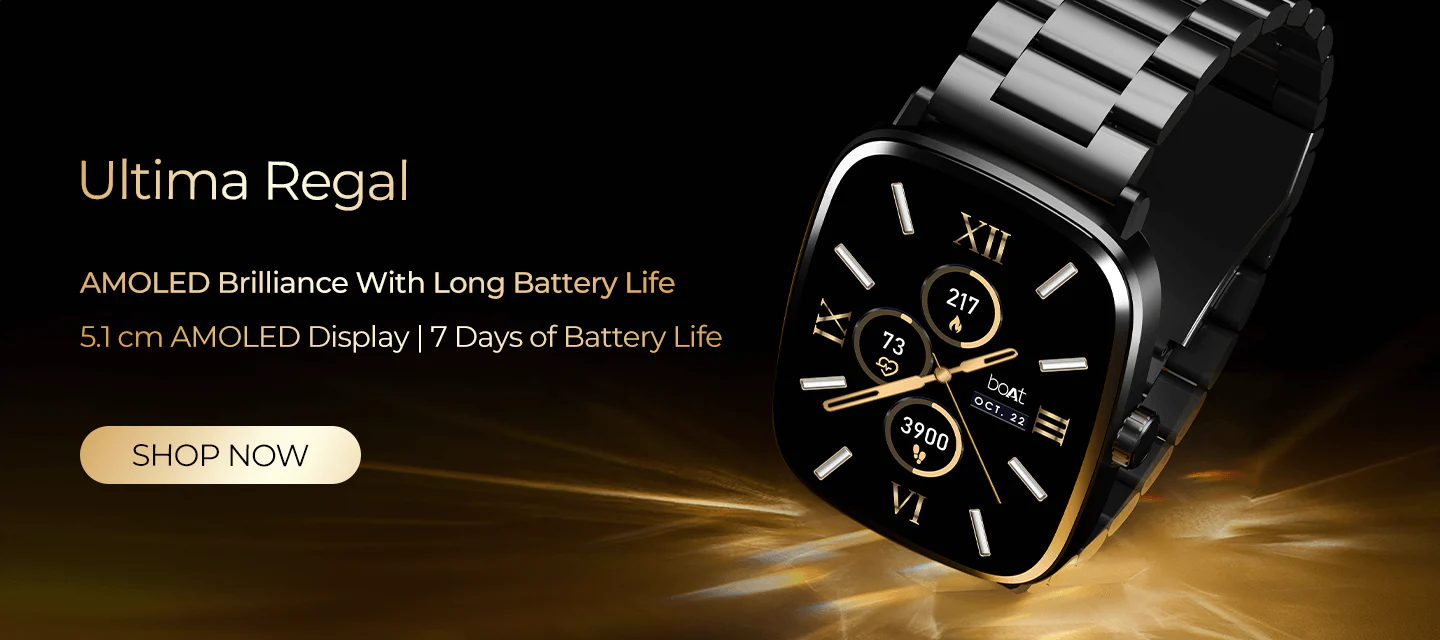 Ultima Regal
AMOLED Brilliance With Long Battery Life
5.1 cm AMOLED Display | 7 Days of Battery Life
SHOP NOW
XII
217
IX
73
boAt
OCT. 22
III
3900
VI